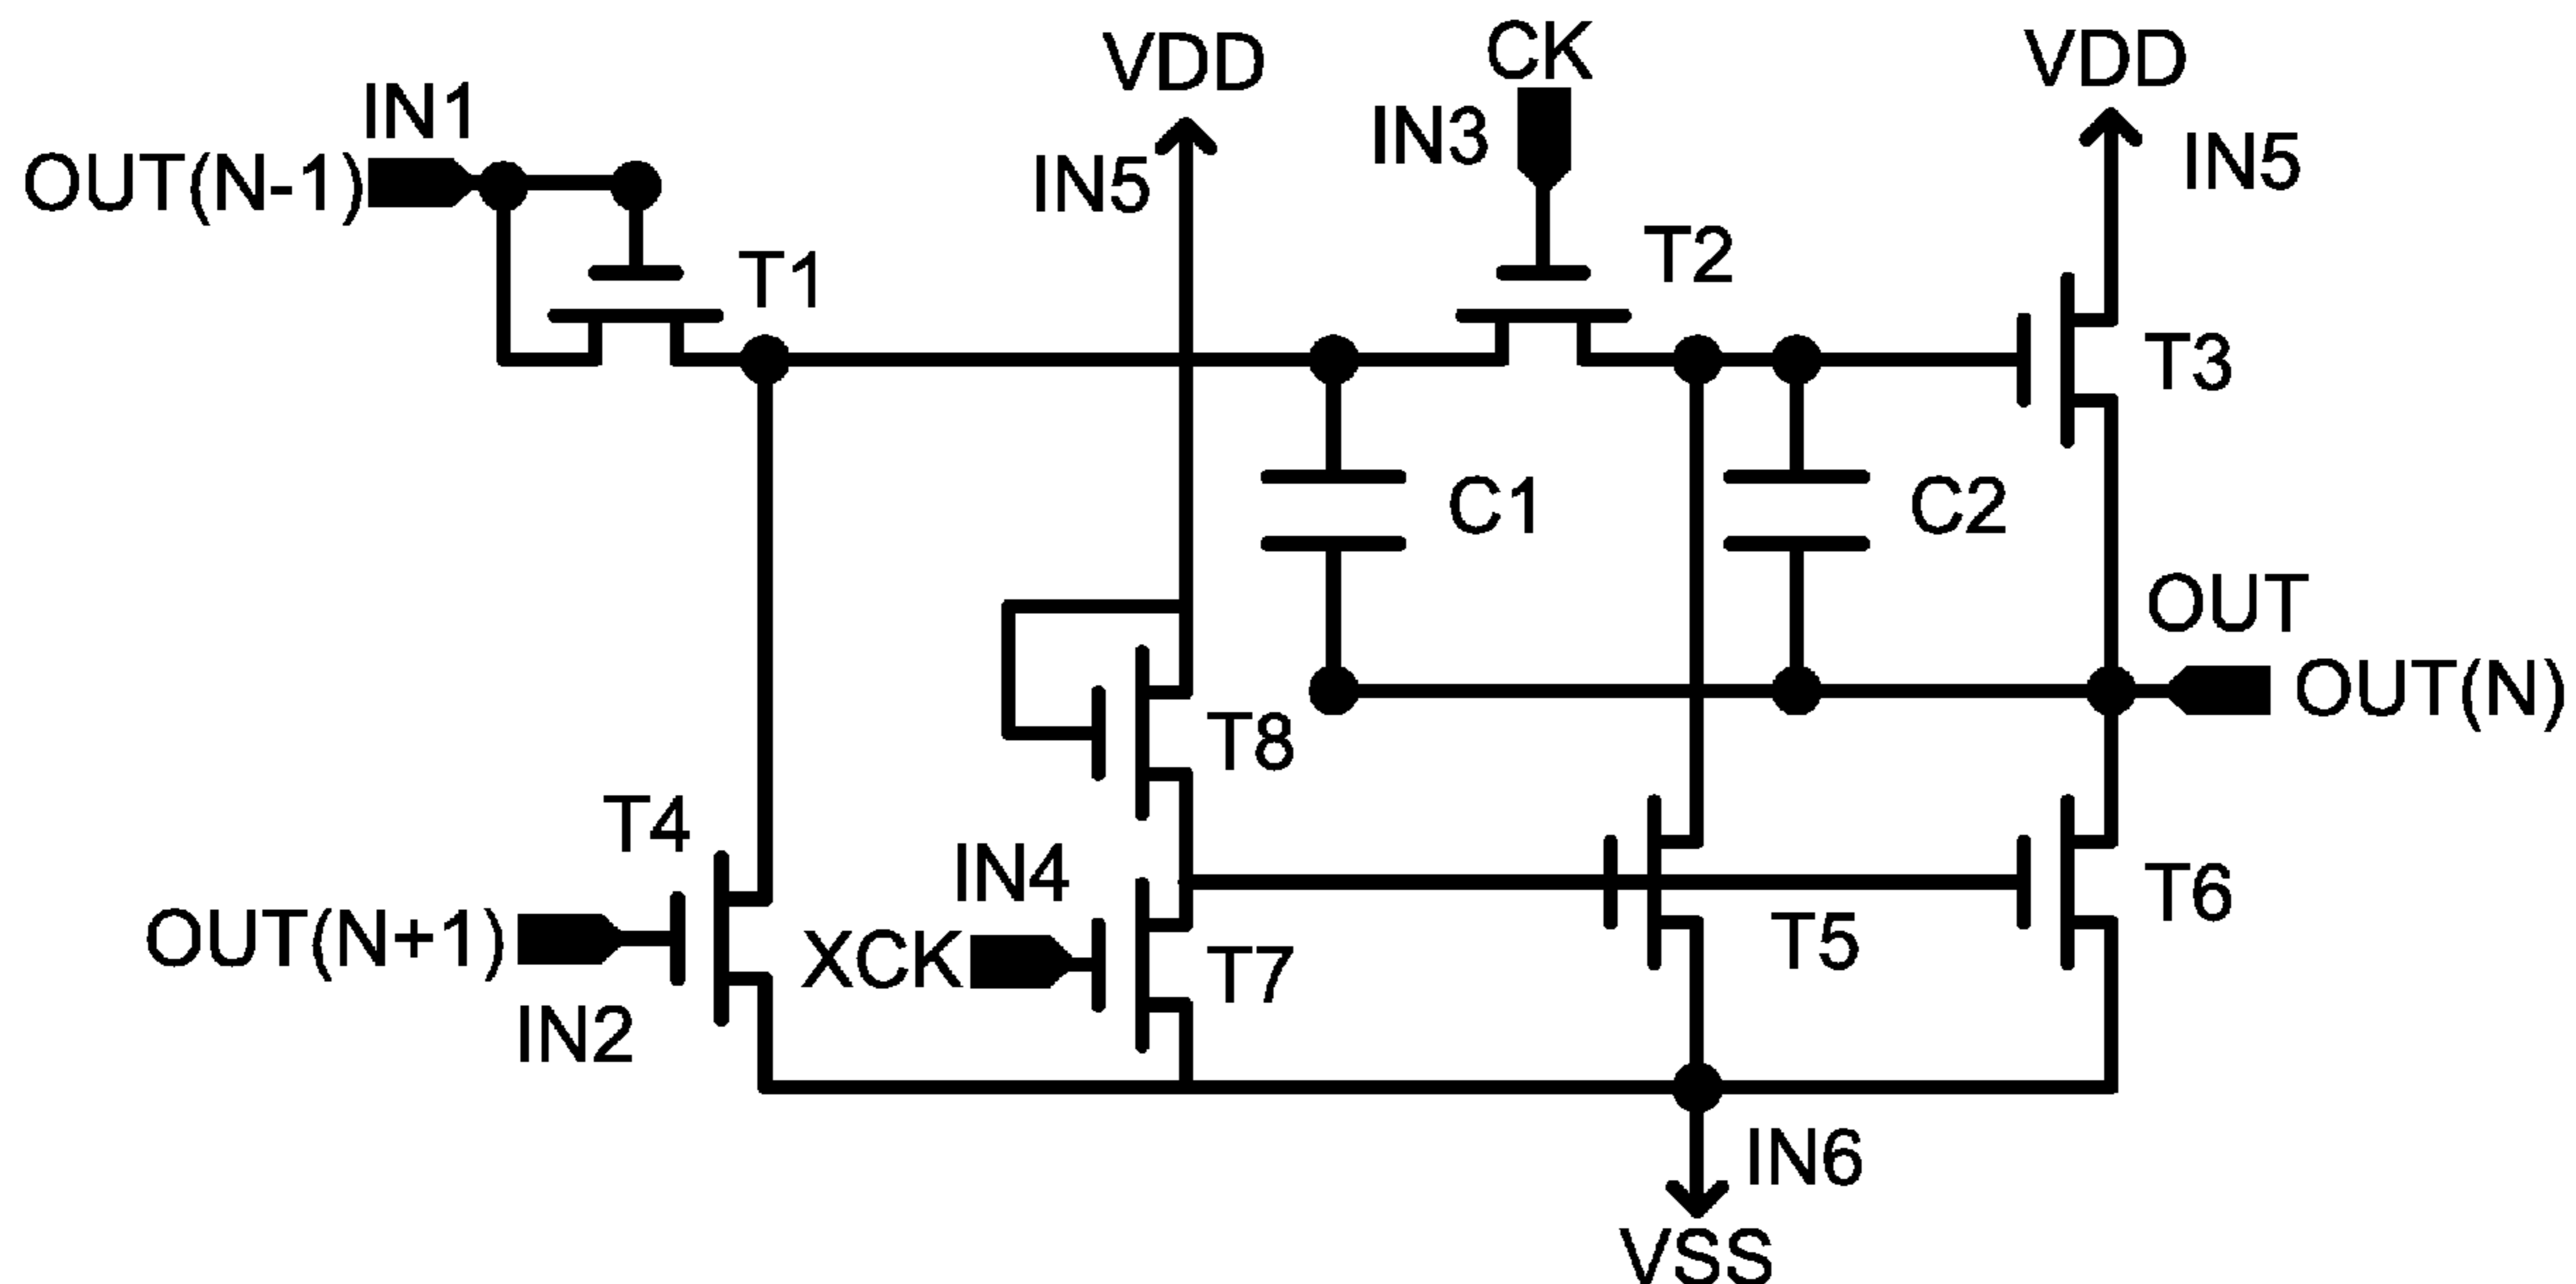 VDD
CK
VDD
IN1
IN3
IN5
OUT(N-1)
IN5
T1
T2
T3
C1
C2
OUT
OUT(N)
T8
T4
IN4
T6
OUT(N+1)
XCK
T7
T5
IN2
IN6
VSS